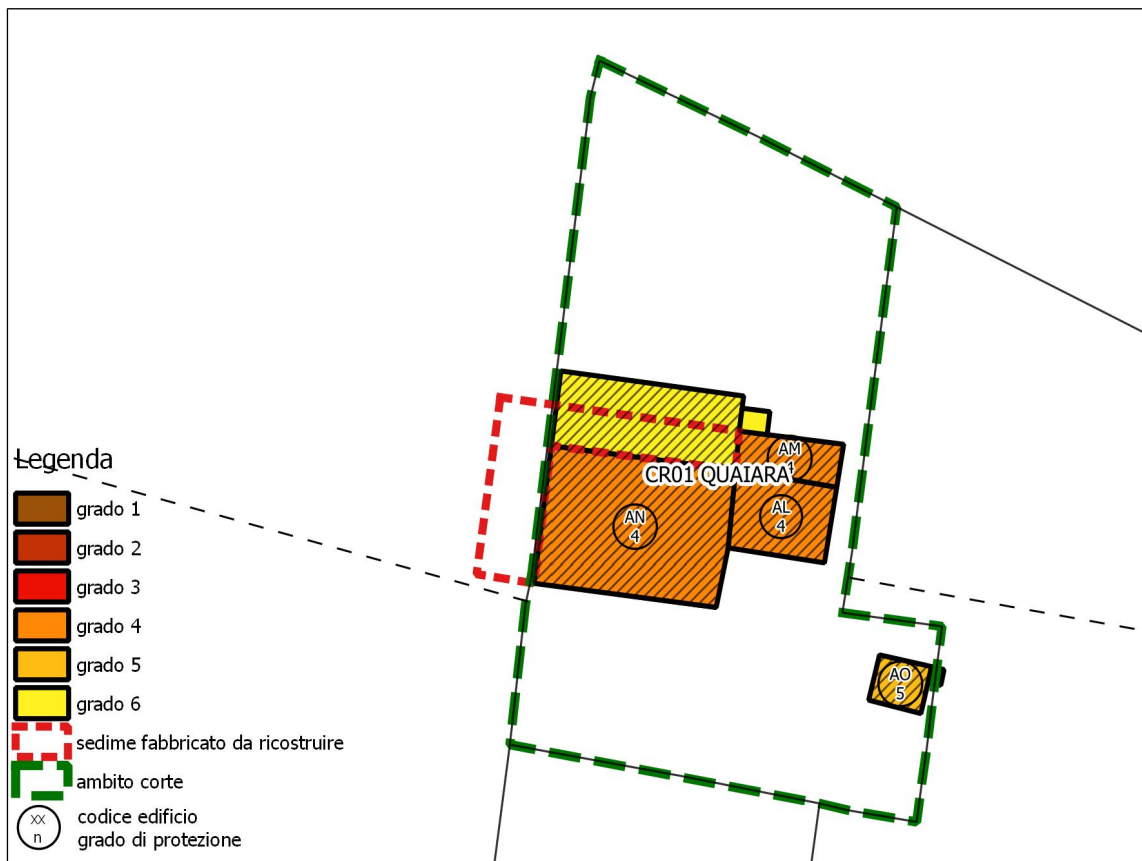 AM
4
CR01 QUAIARA
AN
4
AL
4
AO
5
Legenda
grado 1
grado 2
grado 3
grado 4
grado 5
grado 6
sedime fabbricato da ricostruire
ambito corte
xx
n
codice edificio
grado di protezione